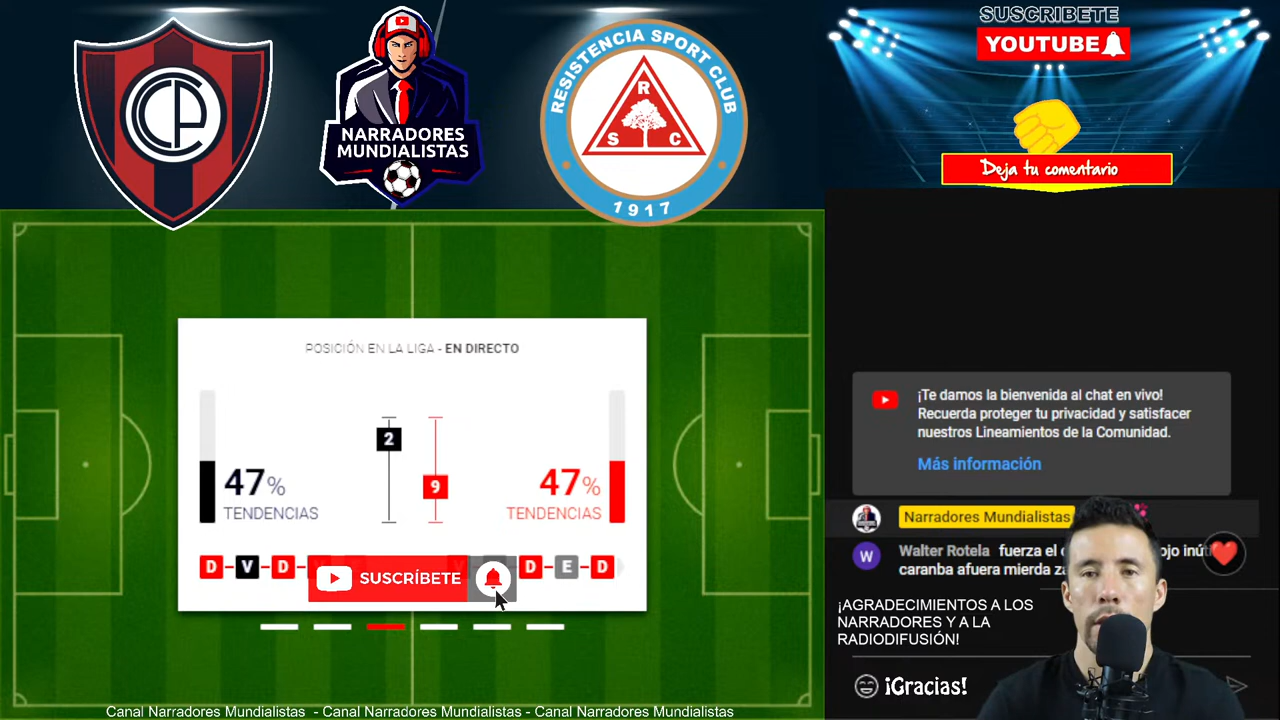 CCP
NARRADORES
MUNDIALISTAS
RESISTENCIA SPORT CLUB
R
S C
1917
SUSCRIBETE
YOUTUBE
Deja tu comentario
POSICIÓN EN LA LIGA - EN DIRECTO
2
9
47%
TENDENCIAS
47%
TENDENCIAS
D V D
D E D
SUSCRÍBETE
¡Te damos la bienvenida al chat en vivo!
Recuerda proteger tu privacidad y satisfacer
nuestros Lineamientos de la Comunidad.
Más información
Narradores Mundialistas
W
Walter Rotela fuerza el
caranba afuera mierda
¡AGRADECIMIENTOS A LOS
NARRADORES Y A LA
RADIODIFUSIÓN!
¡Gracias!
Canal Narradores Mundialistas - Canal Narradores Mundialistas - Canal Narradores Mundialistas